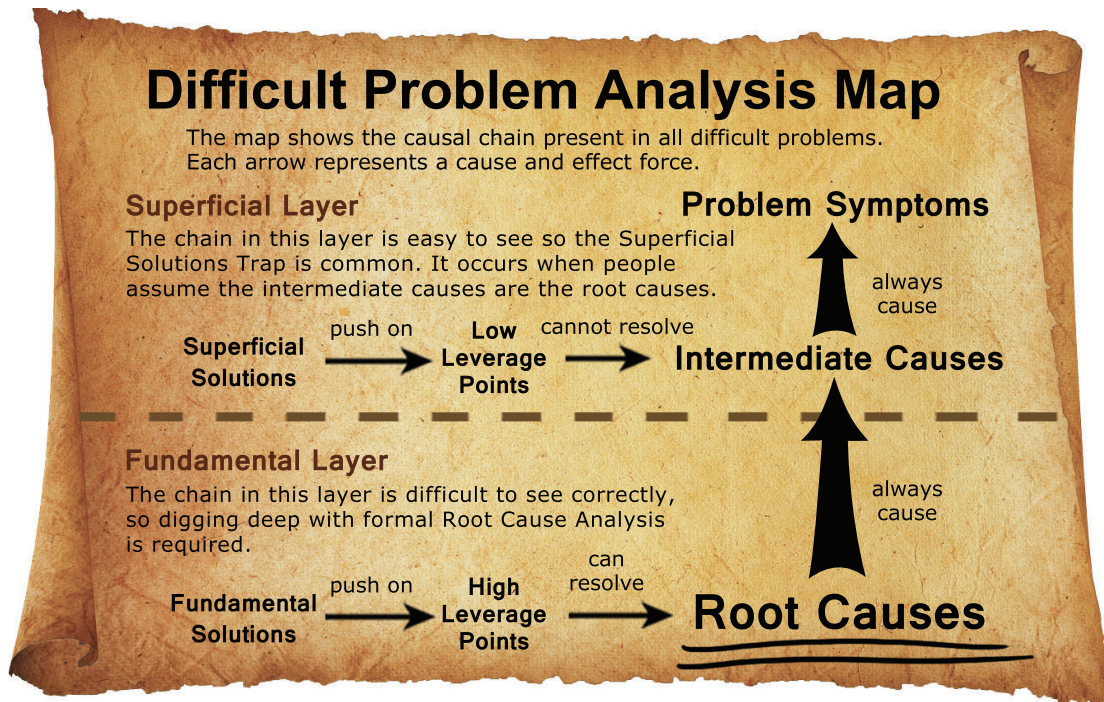 Difficult Problem Analysis Map
The map shows the causal chain present in all difficult problems.
Each arrow represents a cause and effect force.
Superficial Layer
The chain in this layer is easy to see so the Superficial
Solutions Trap is common. It occurs when people
assume the intermediate causes are the root causes.
Problem Symptoms
always
cause
Superficial
Solutions
push on
Low
Leverage
Points
cannot resolve
Intermediate Causes
Fundamental Layer
The chain in this layer is difficult to see correctly,
so digging deep with formal Root Cause Analysis
is required.
always
cause
Fundamental
Solutions
push on
High
Leverage
Points
can
resolve
Root Causes